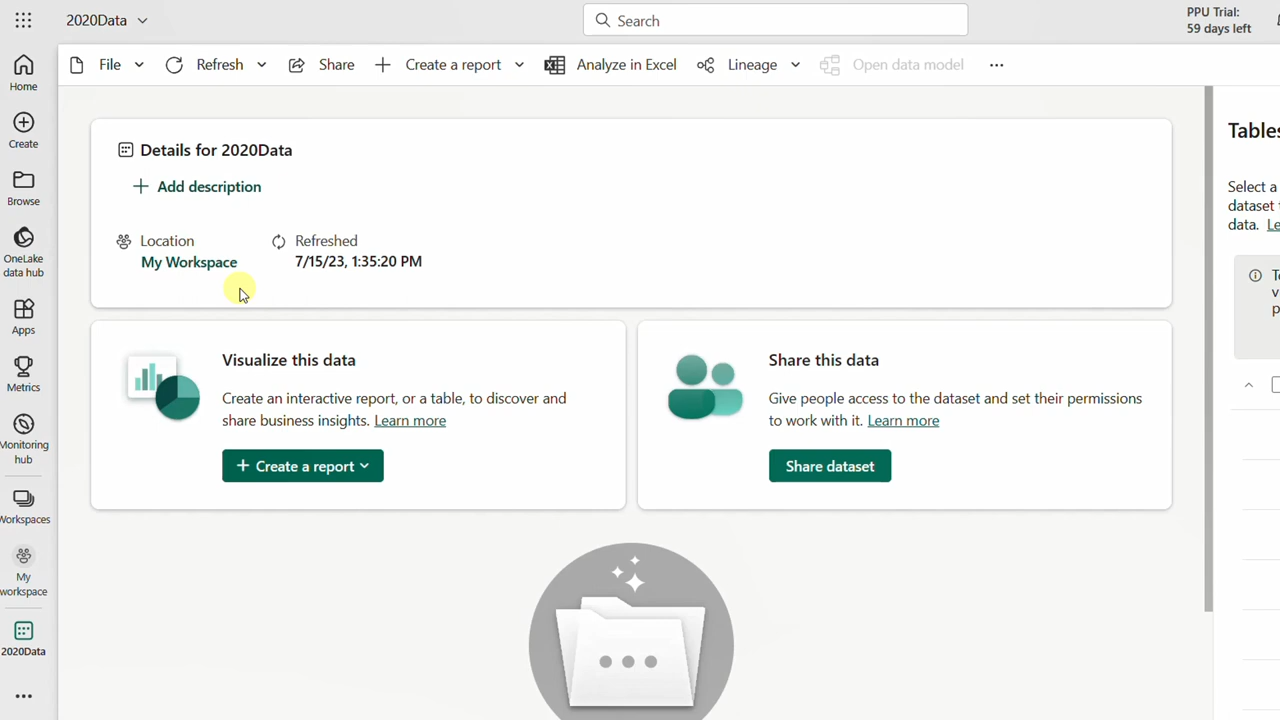 2020Data
Search
PPU Trial:
59 days left
File
Refresh
Share
Create a report
Analyze in Excel
Lineage
Open data model
Home
Create
Browse
OneLake
data hub
Apps
Metrics
Monitoring
hub
Workspaces
My
workspace
2020Data
Details for 2020Data
Add description
Location
My Workspace
Refreshed
7/15/23, 1:35:20 PM
Visualize this data
Create an interactive report, or a table, to discover and
share business insights. Learn more
Create a report
Share this data
Give people access to the dataset and set their permissions
to work with it. Learn more
Share dataset
Tables
Select a
dataset
data.